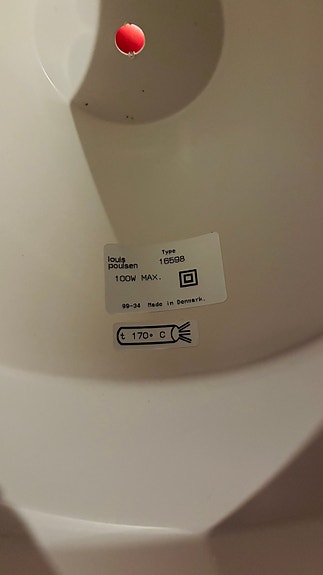 louis
poulsen
Type
16598
100W MAX.
99-34 Made in Denmark.
t 170° C